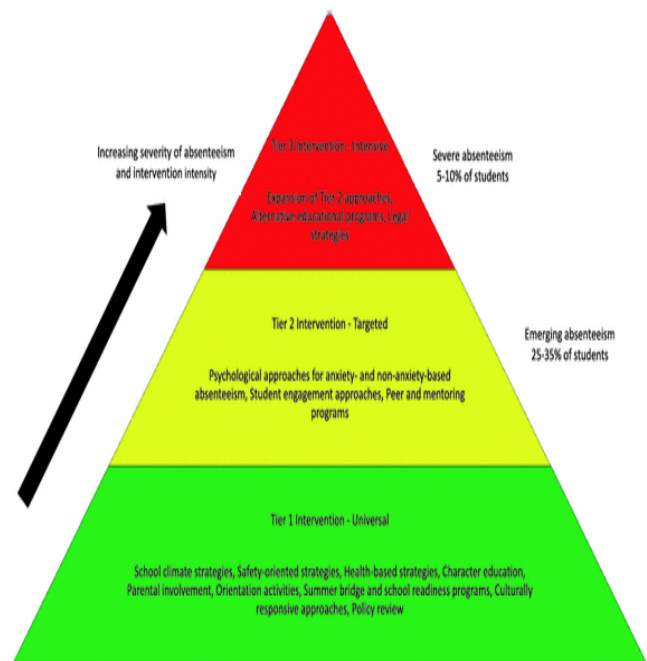 Tier 3 Intervention - Intensive
Increasing severity of absenteeism
and intervention intensity
Severe absenteeism
5-10% of students
Expansion of Tier 2 approaches,
Alternative educational programs, Legal
strategies
Tier 2 Intervention - Targeted
Emerging absenteeism
25-35% of students
Psychological approaches for anxiety- and non-anxiety-based
absenteeism, Student engagement approaches, Peer and mentoring
programs
Tier 1 Intervention - Universal
School climate strategies, Safety-oriented strategies, Health-based strategies, Character education,
Parental involvement, Orientation activities, Summer bridge and school readiness programs, Culturally
responsive approaches, Policy review